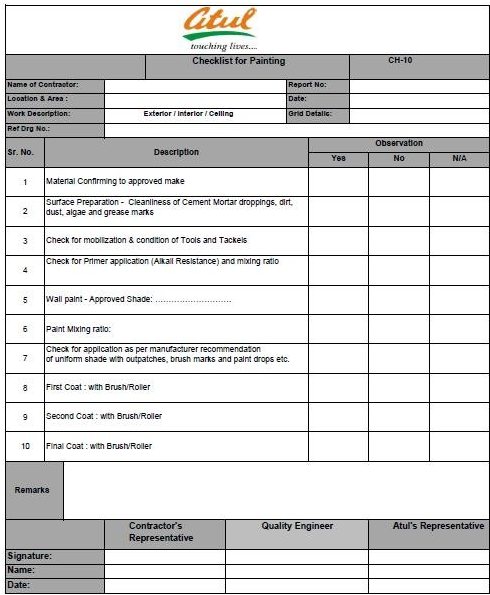 atul
touching lives....
Checklist for Painting CH-10
Name of Contractor: Report No:
Location & Area : Date:
Work Description: Exterior / Interior / Ceiling Grid Details:
Ref Drg No.:
Sr. No. Description Observation
Yes No N/A
1 Material Confirming to approved make
Surface Preparation - Cleanliness of Cement Mortar droppings, dirt,
2 dust, algae and grease marks
3 Check for mobilization & condition of Tools and Tackels
Check for Primer application (Alkali Resistance) and mixing ratio
4
5 Wall paint - Approved Shade: ............................
6 Paint Mixing ratio:
Check for application as per manufacturer recommendation
7 of uniform shade with outpatches, brush marks and paint drops etc.
8 First Coat : with Brush/Roller
9 Second Coat : with Brush/Roller
10 Final Coat : with Brush/Roller
Remarks
Contractor's Quality Engineer Atul's Representative
Representative
Signature:
Name:
Date: